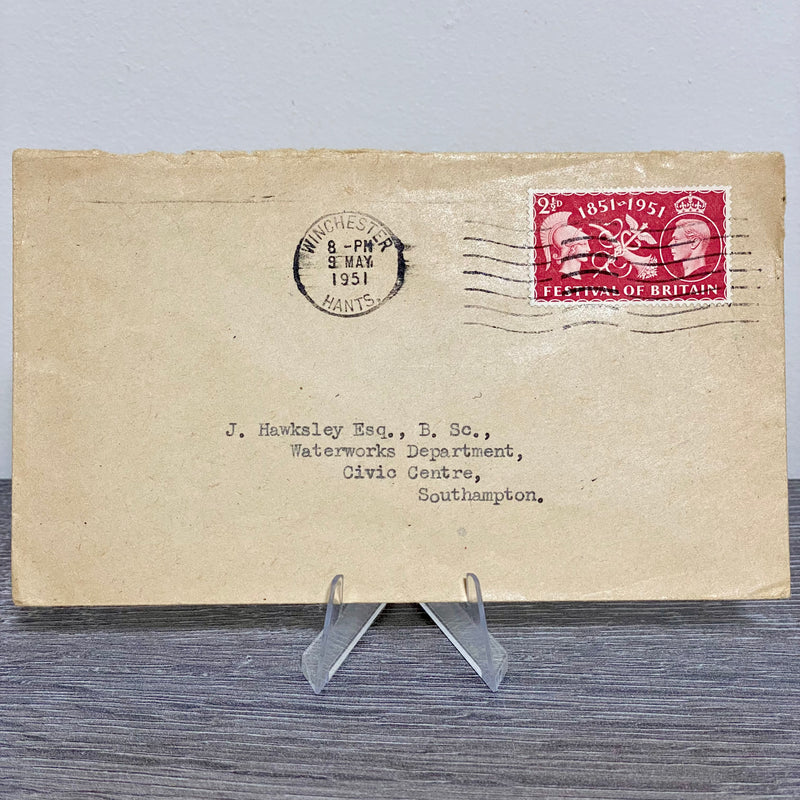 WINCHESTER
8 -PM
9 MAY
1951
HANTS.
2½D 1851-1951
FESTIVAL OF BRITAIN
J. Hawksley Esq., B. Sc.,
Waterworks Department,
Civic Centre,
Southampton.